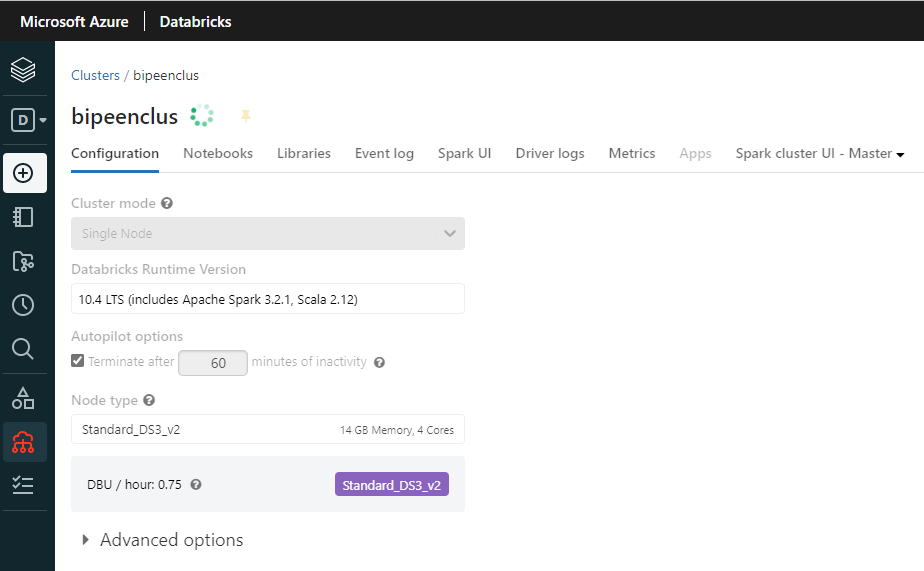 Microsoft Azure Databricks
Clusters / bipeenclus
D
bipeenclus
Configuration Notebooks Libraries Event log Spark UI Driver logs Metrics Apps Spark cluster UI - Master
Cluster mode ?
Single Node
Databricks Runtime Version
10.4 LTS (includes Apache Spark 3.2.1, Scala 2.12)
Autopilot options
Terminate after 60 minutes of inactivity ?
Node type ?
Standard_DS3_v2 14 GB Memory, 4 Cores
DBU / hour: 0.75 ? Standard_DS3_v2
Advanced options